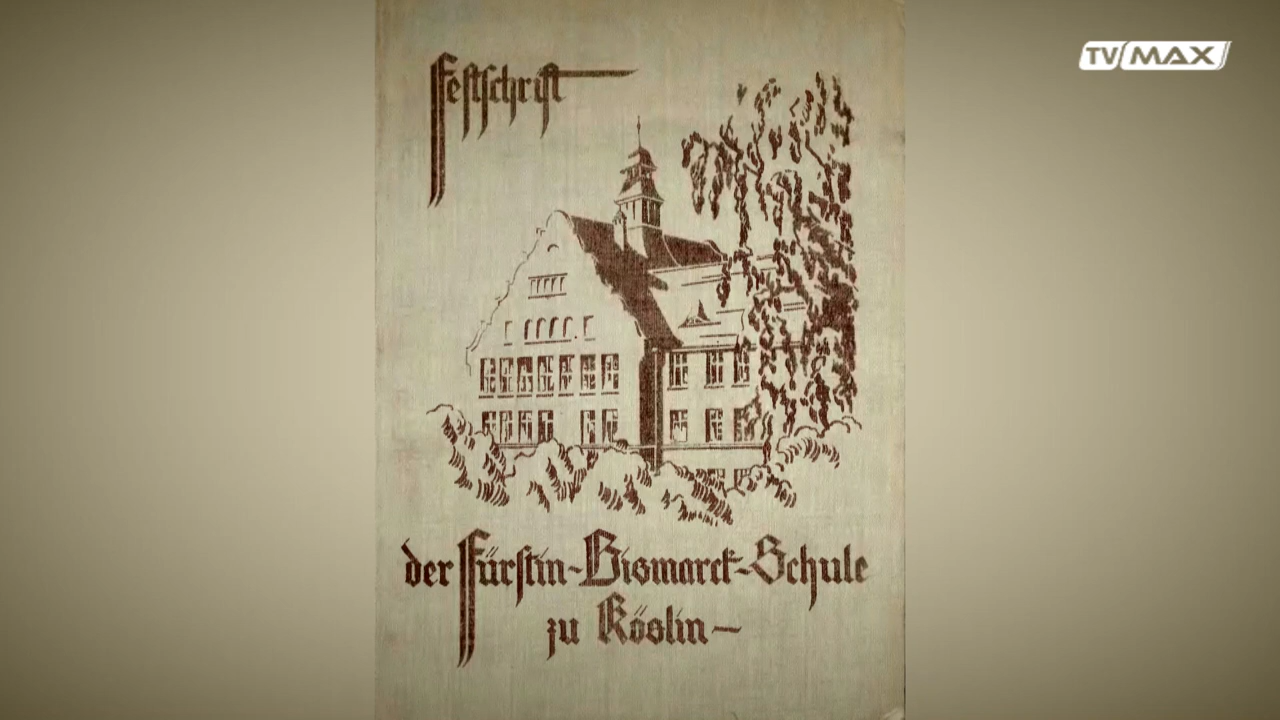 TV MAX
Festschrift
der Fürstin-Bismarck-Schule
zu Köslin-